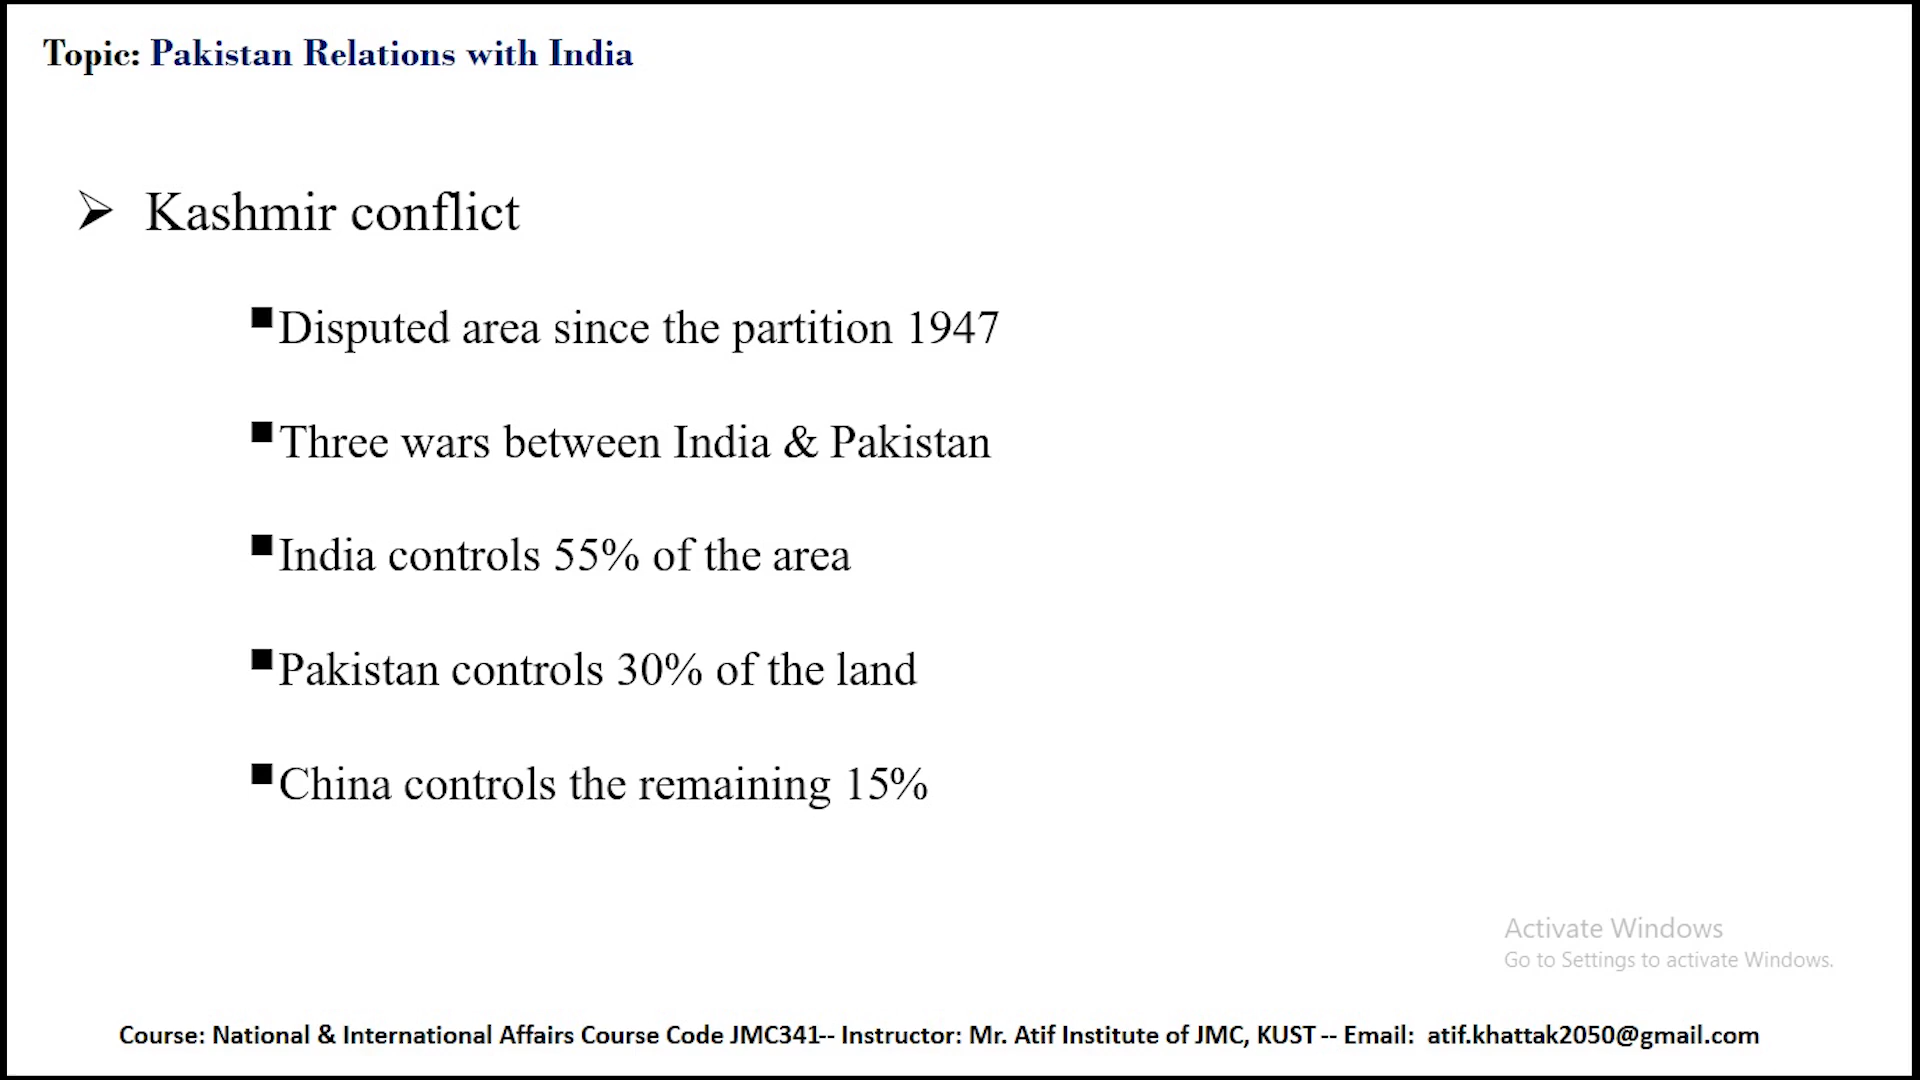 Topic: Pakistan Relations with India
➢ Kashmir conflict
▪Disputed area since the partition 1947
▪Three wars between India & Pakistan
▪India controls 55% of the area
▪Pakistan controls 30% of the land
▪China controls the remaining 15%
Activate Windows
Go to Settings to activate Windows.
Course: National & International Affairs Course Code JMC341-- Instructor: Mr. Atif Institute of JMC, KUST -- Email: atif.khattak2050@gmail.com